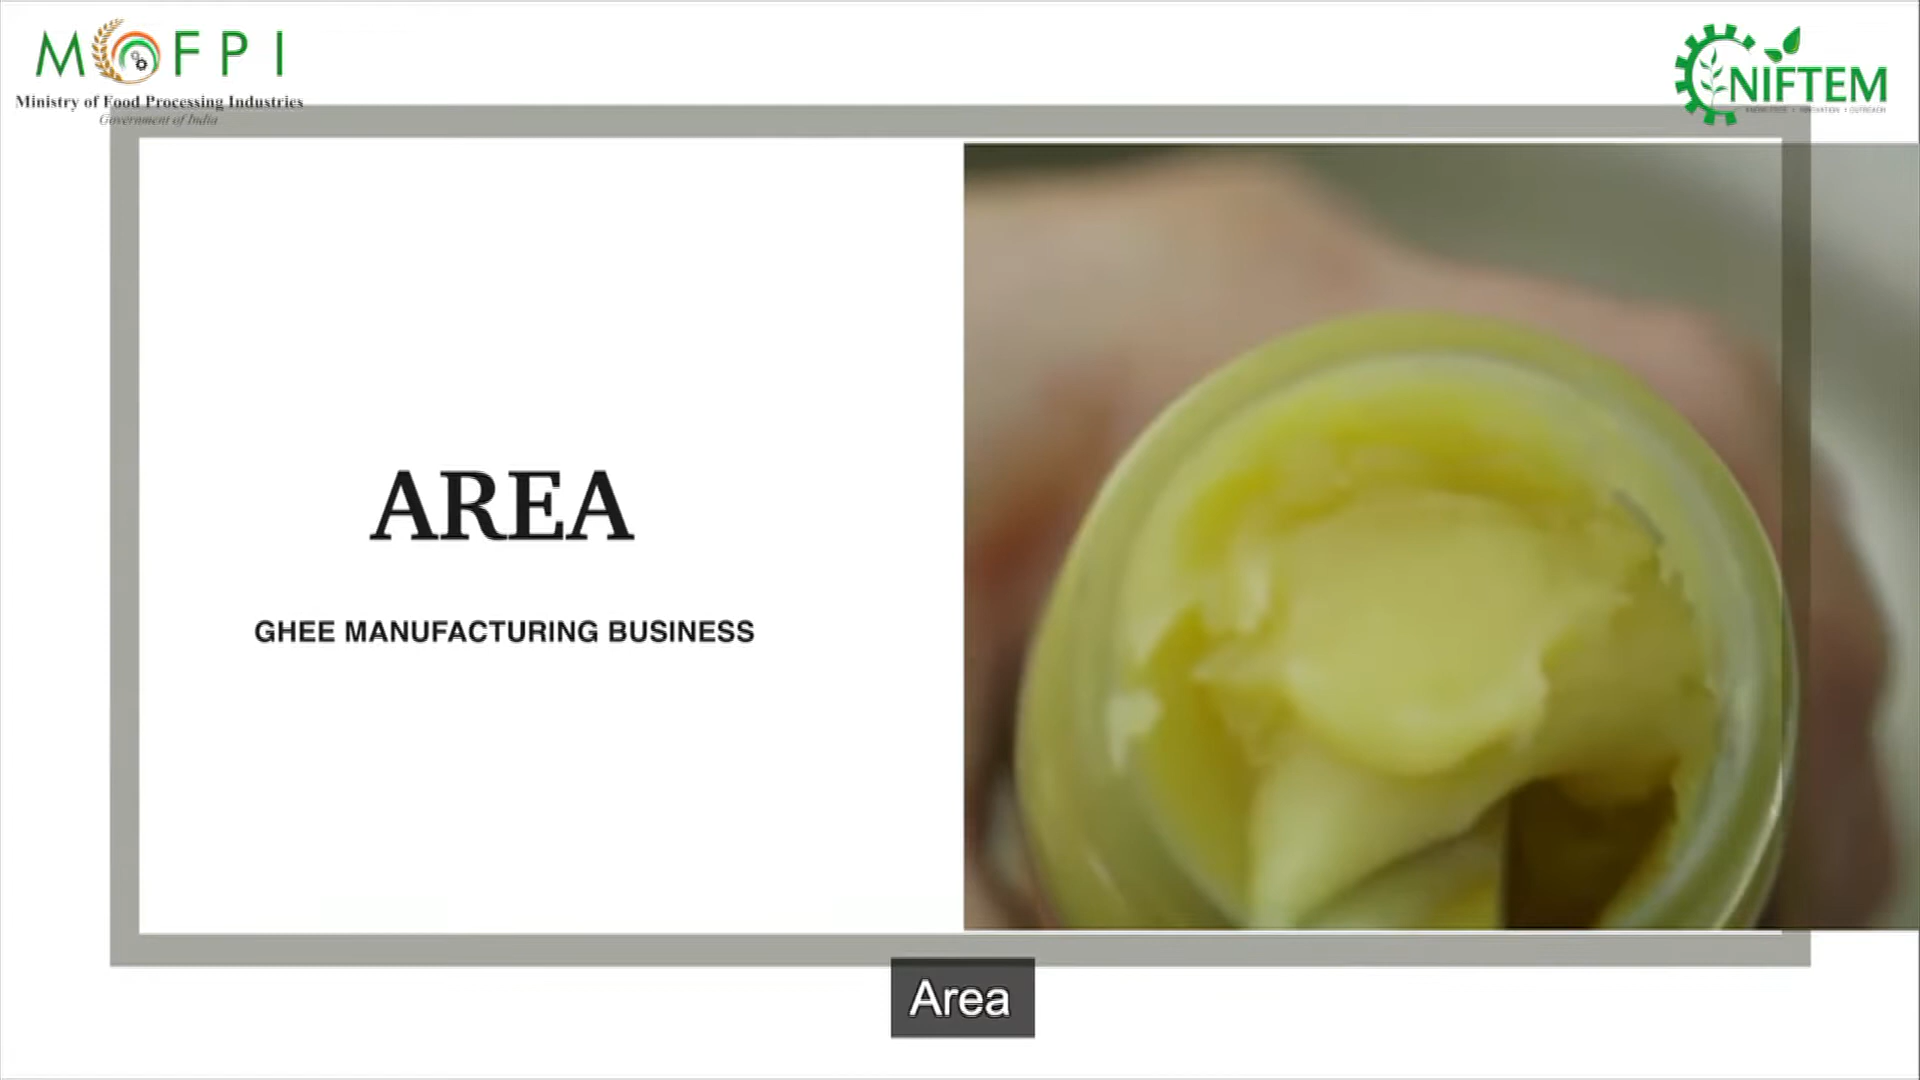 MOFPI
Ministry of Food Processing Industries
Government of India
NIFTEM
AREA
GHEE MANUFACTURING BUSINESS
Area